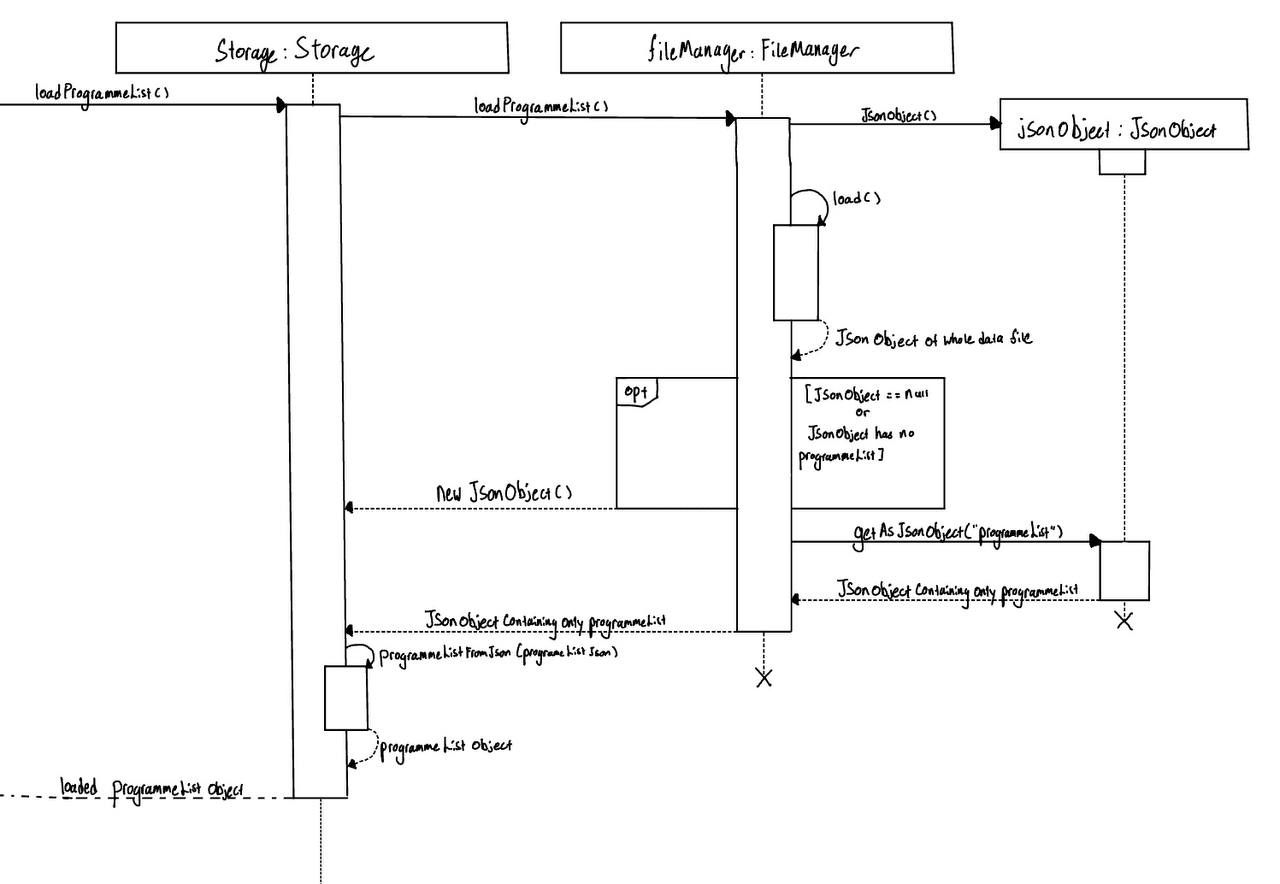 Storage : Storage
fileManager : FileManager
loadProgrammeList()
loadProgrammeList()
JsonObject()
jsonObject : JsonObject
load()
JsonObject of whole data file
opt
[JsonObject == null
or
JsonObject has no
programmeList]
new JsonObject()
getAsJsonObject("programmeList")
JsonObject containing only programmeList
JsonObject containing only programmeList
programmeListFromJson (programeListJson)
programmeList object
loaded programmeList object